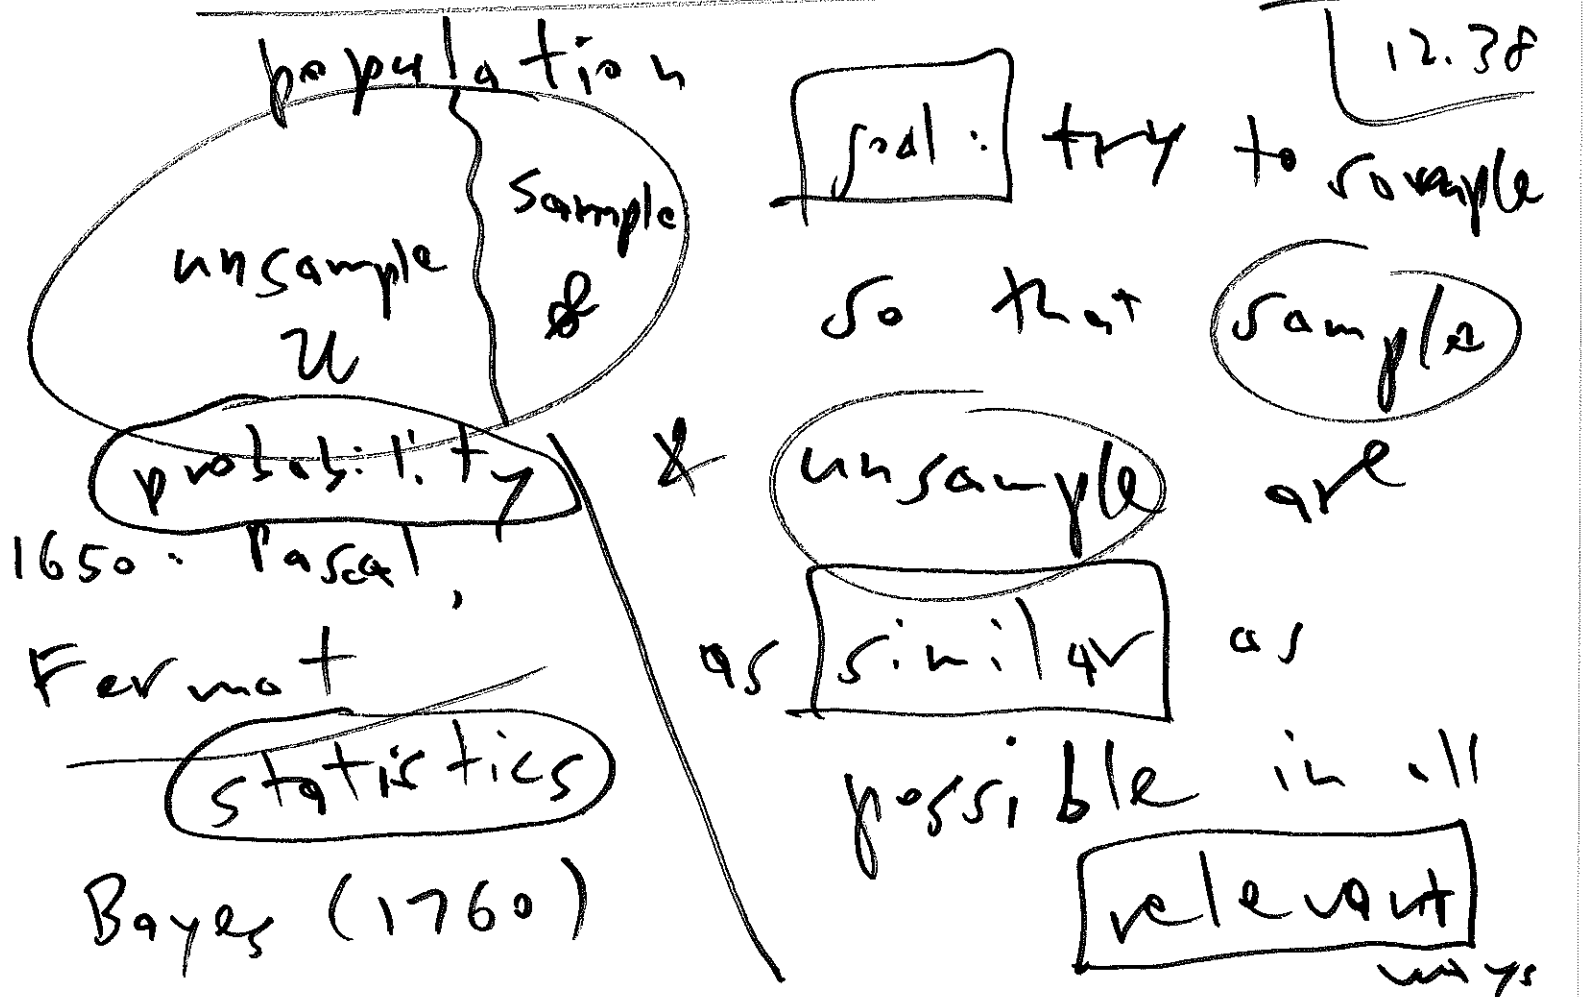 12.38
population
unsample
U
sample
probability
1650: Pascal,
Fermat
statistics
Bayes (1760)
goal: try to sample
so that sample
& unsample are
as similar as
possible in all
relevant
ways